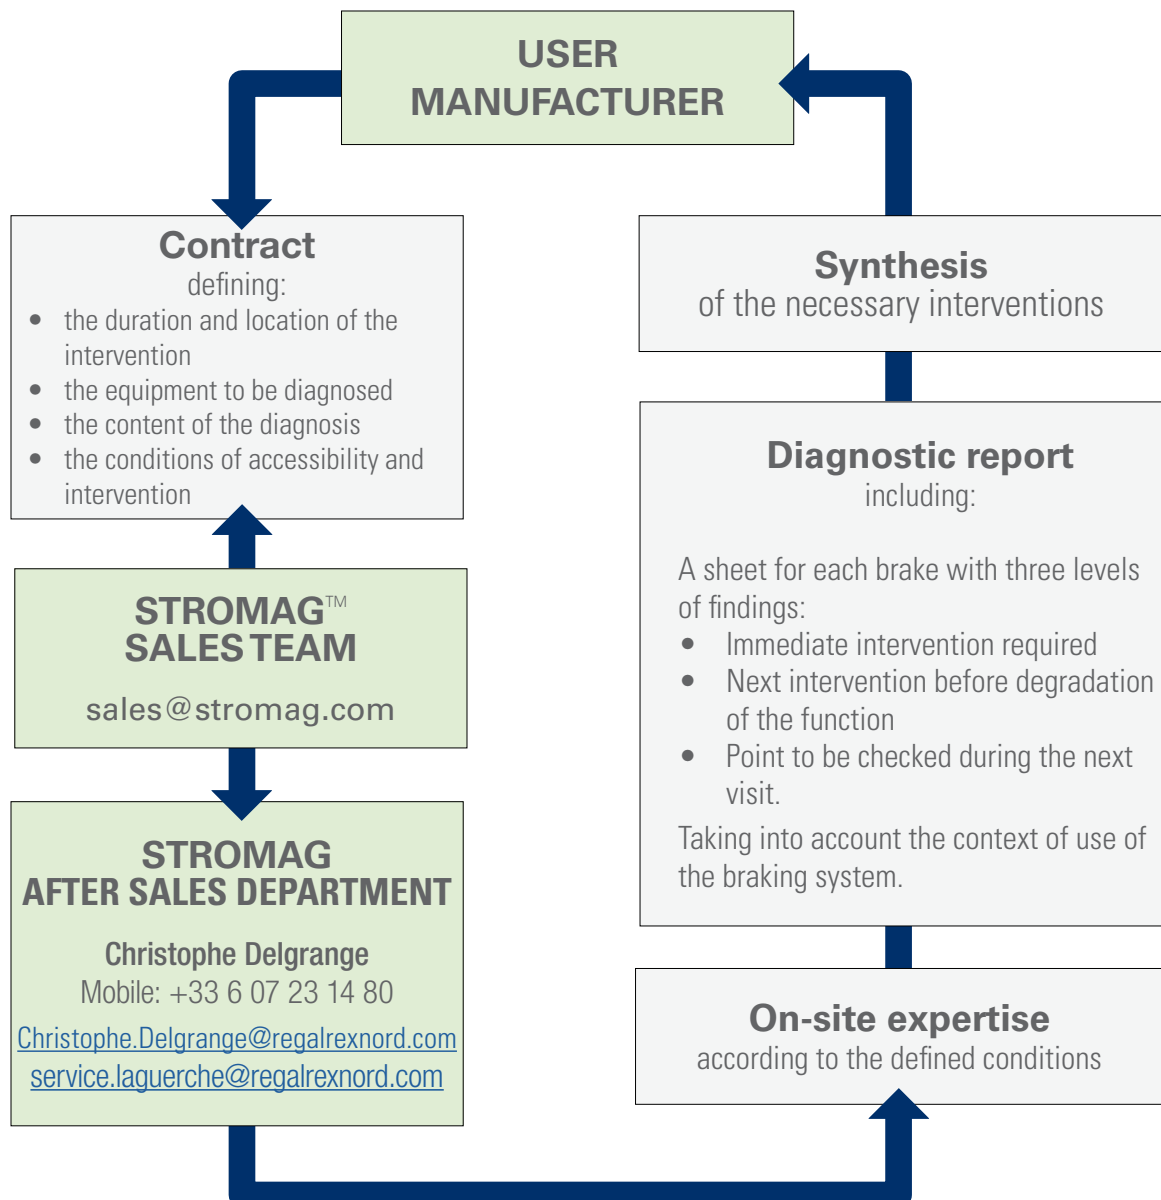 USER
MANUFACTURER
Contract
defining:
• the duration and location of the
intervention
• the equipment to be diagnosed
• the content of the diagnosis
• the conditions of accessibility and
intervention
STROMAG™
SALES TEAM
sales@stromag.com
STROMAG
AFTER SALES DEPARTMENT
Christophe Delgrange
Mobile: +33 6 07 23 14 80
Christophe.Delgrange@regalrexnord.com
service.laguerche@regalrexnord.com
Synthesis
of the necessary interventions
Diagnostic report
including:
A sheet for each brake with three levels
of findings:
• Immediate intervention required
• Next intervention before degradation
of the function
• Point to be checked during the next
visit.
Taking into account the context of use of
the braking system.
On-site expertise
according to the defined conditions